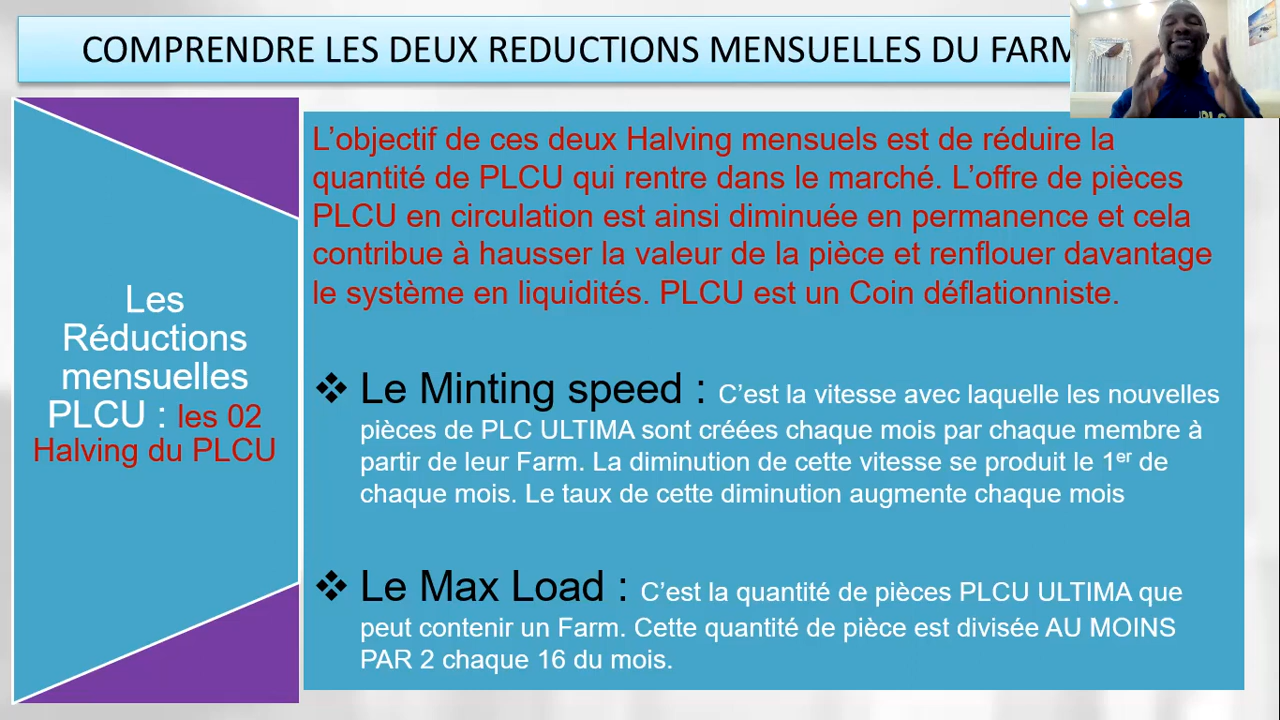 COMPRENDRE LES DEUX REDUCTIONS MENSUELLES DU FARM
Les
Réductions
mensuelles
PLCU : les 02
Halving du PLCU
L’objectif de ces deux Halving mensuels est de réduire la
quantité de PLCU qui rentre dans le marché. L’offre de pièces
PLCU en circulation est ainsi diminuée en permanence et cela
contribue à hausser la valeur de la pièce et renflouer davantage
le système en liquidités. PLCU est un Coin déflationniste.
❖ Le Minting speed : C’est la vitesse avec laquelle les nouvelles
pièces de PLC ULTIMA sont créées chaque mois par chaque membre à
partir de leur Farm. La diminution de cette vitesse se produit le 1er de
chaque mois. Le taux de cette diminution augmente chaque mois
❖ Le Max Load : C’est la quantité de pièces PLCU ULTIMA que
peut contenir un Farm. Cette quantité de pièce est divisée AU MOINS
PAR 2 chaque 16 du mois.